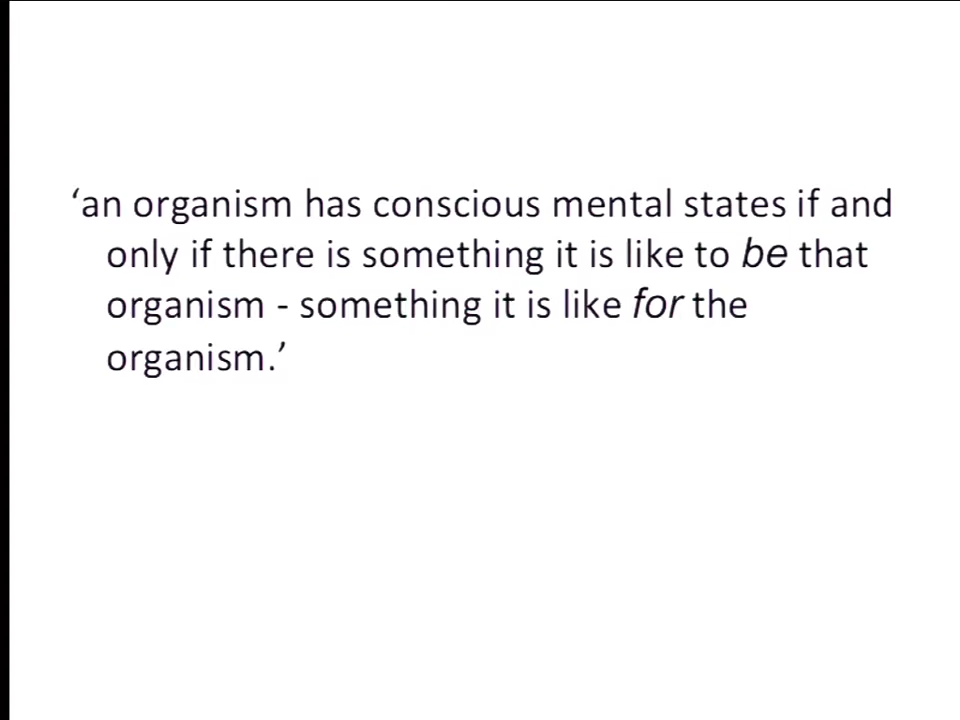 ‘an organism has conscious mental states if and
only if there is something it is like to be that
organism - something it is like for the
organism.’